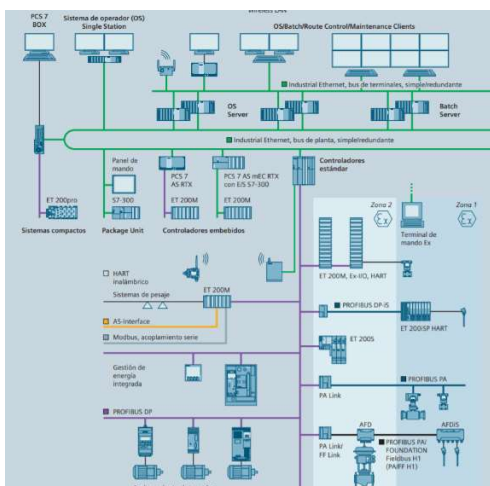 Wireless LAN
PCS 7
BOX
Sistema de operador (OS)
Single Station
OS/Batch/Route Control/Maintenance Clients
Industrial Ethernet, bus de terminales, simple/redundante
OS
Server
Batch
Server
Industrial Ethernet, bus de planta, simple/redundante
Panel de
mando
PCS 7
AS RTX
PCS 7 AS mEC RTX
con E/S S7-300
Controladores
estándar
ET 200pro
S7-300
ET 200M
ET 200M
Sistemas compactos
Package Unit
Controladores embebidos
Zona 2
Zona 1
Ex
Ex
Terminal de
mando Ex
HART
inalámbrico
ET 200M
ET 200M, Ex-I/O, HART
Sistemas de pesaje
PROFIBUS DP-iS
AS-Interface
ET 200iSP HART
Modbus, acoplamiento serie
ET 200S
Gestión de
energía
integrada
PROFIBUS PA
PA Link
PROFIBUS DP
AFD
AFDiS
PA Link/
FF Link
PROFIBUS PA/
FOUNDATION
Fieldbus H1
(PA/FF H1)